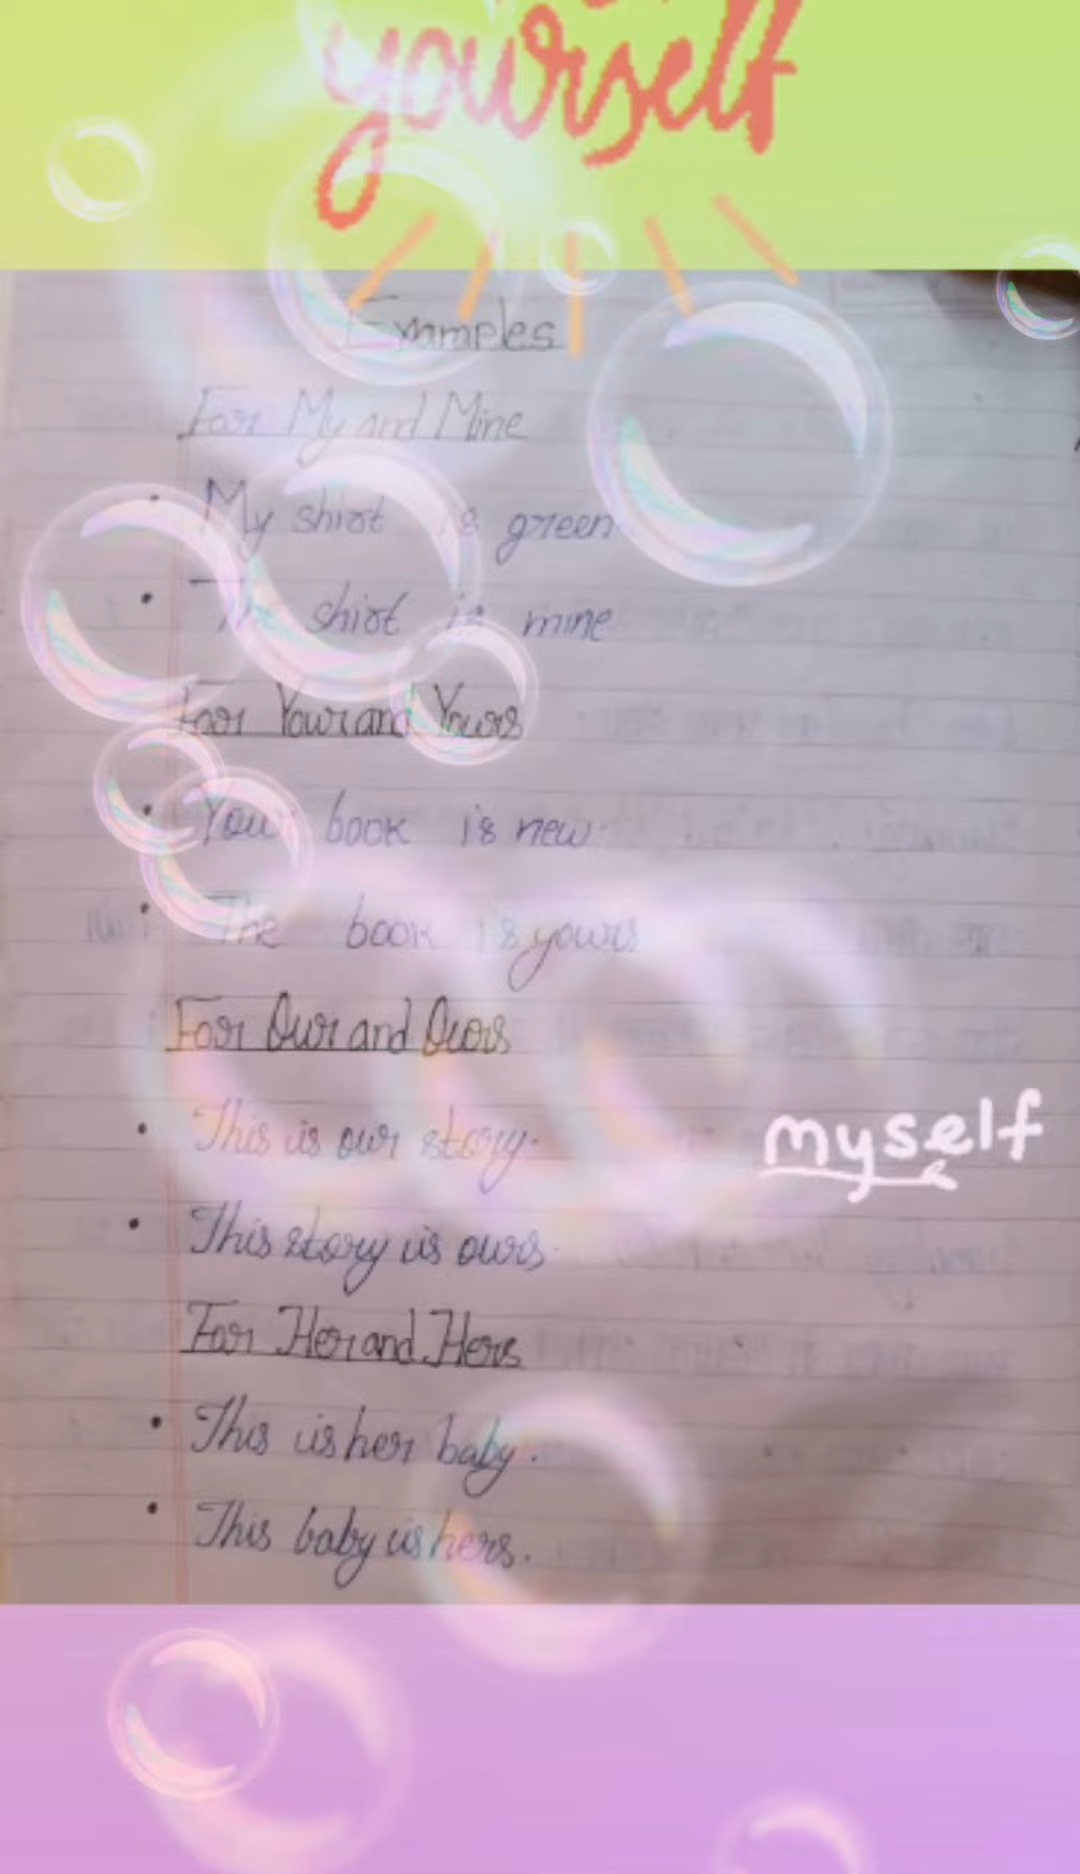 yourself
Examples
For My and Mine
• My shirt is green
• The shirt is mine
For Your and Yours
• Your book is new.
• The book is yours
For Our and Ours
• This is our story.
myself
• This story is ours.
For Her and Hers
• This is her baby.
• This baby is hers.